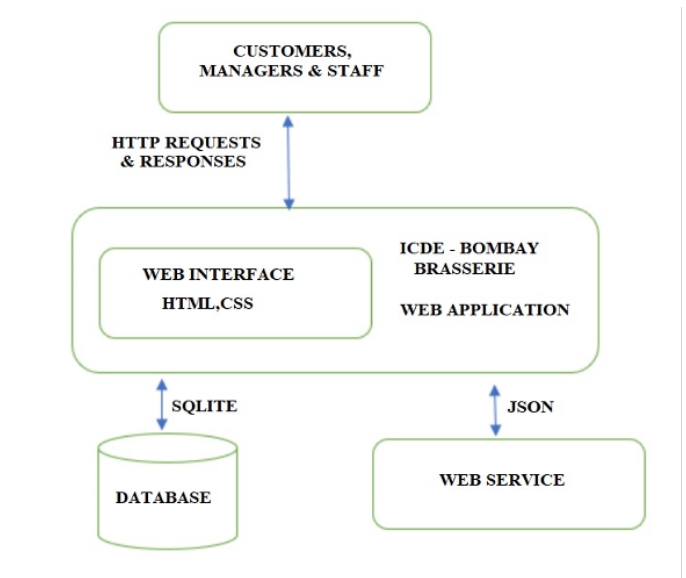 CUSTOMERS,
MANAGERS & STAFF
HTTP REQUESTS
& RESPONSES
ICDE - BOMBAY
BRASSERIE
WEB APPLICATION
WEB INTERFACE
HTML,CSS
SQLITE
JSON
DATABASE
WEB SERVICE